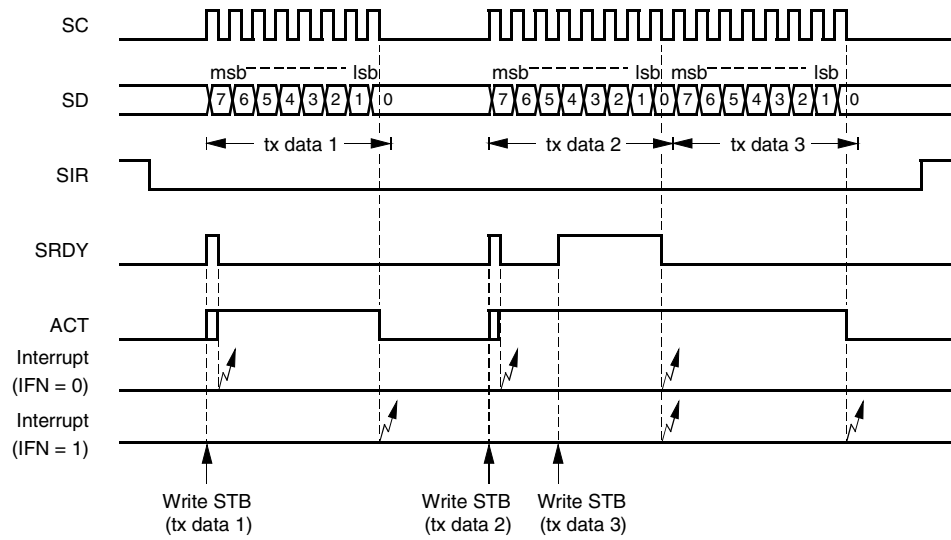 SC
msb lsb msb lsb msb lsb
SD 7 6 5 4 3 2 1 0 7 6 5 4 3 2 1 0 7 6 5 4 3 2 1 0
tx data 1 tx data 2 tx data 3
SIR
SRDY
ACT
Interrupt
(IFN = 0)
Interrupt
(IFN = 1)
Write STB Write STB Write STB
(tx data 1) (tx data 2) (tx data 3)